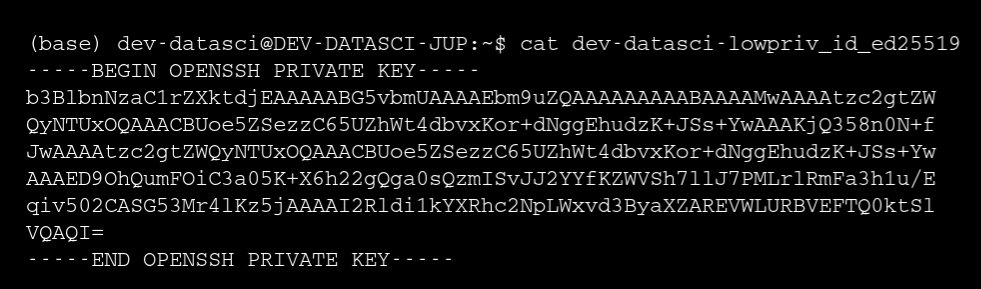 (base) dev-datasci@DEV-DATASCI-JUP:~$ cat dev-datasci-lowpriv_id_ed25519
-----BEGIN OPENSSH PRIVATE KEY-----
b3BlbnNzaC1rZXktdjEAAAAABG5vbmUAAAAEbm9uZQAAAAAAAAABAAAAMwAAAAtzc2gtZW
QyNTUxOQAAACBUoe5ZSezzC65UZhWt4dbvxKor+dNggEhudzK+JSs+YwAAAKjQ358n0N+f
JwAAAAtzc2gtZWQyNTUxOQAAACBUoe5ZSezzC65UZhWt4dbvxKor+dNggEhudzK+JSs+Yw
AAAED9OhQumFOiC3a05K+X6h22gQga0sQzmISvJJ2YYfKZWVSh7llJ7PMLrlRmFa3h1u/E
qiv502CASG53Mr4lKz5jAAAAI2Rldi1kYXRhc2NpLWxvd3ByaXZAREVWLURBVEFTQ0ktSl
VQAQI=
-----END OPENSSH PRIVATE KEY-----